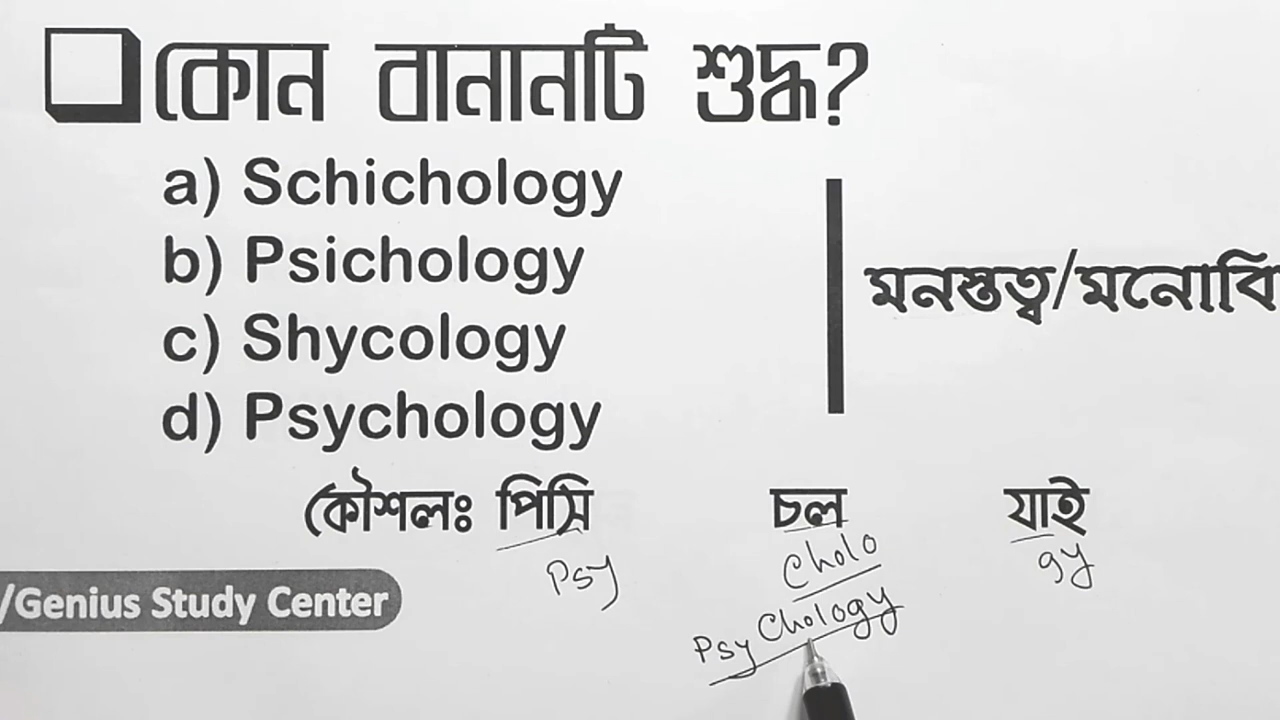 কোন বানানটি শুদ্ধ?
a) Schichology
b) Psichology
c) Shycology
d) Psychology
মনস্তত্ব/মনোবি
কৌশলঃ পিসি চল যাই
Psy Cholo gy
Psychology
/Genius Study Center